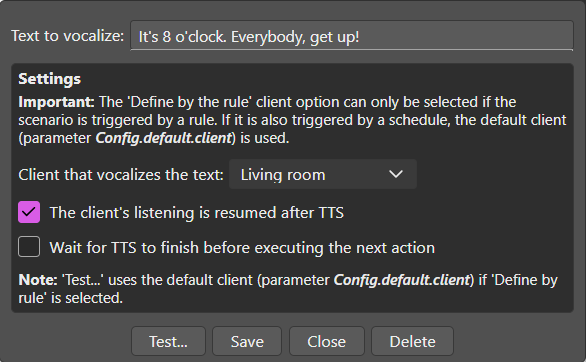 Text to vocalize: It's 8 o'clock. Everybody, get up!
Settings
Important: The 'Define by the rule' client option can only be selected if the
scenario is triggered by a rule. If it is also triggered by a schedule, the default client
(parameter Config.default.client) is used.
Client that vocalizes the text: Living room
The client's listening is resumed after TTS
Wait for TTS to finish before executing the next action
Note: 'Test...' uses the default client (parameter Config.default.client) if 'Define by
rule' is selected.
Test... Save Close Delete